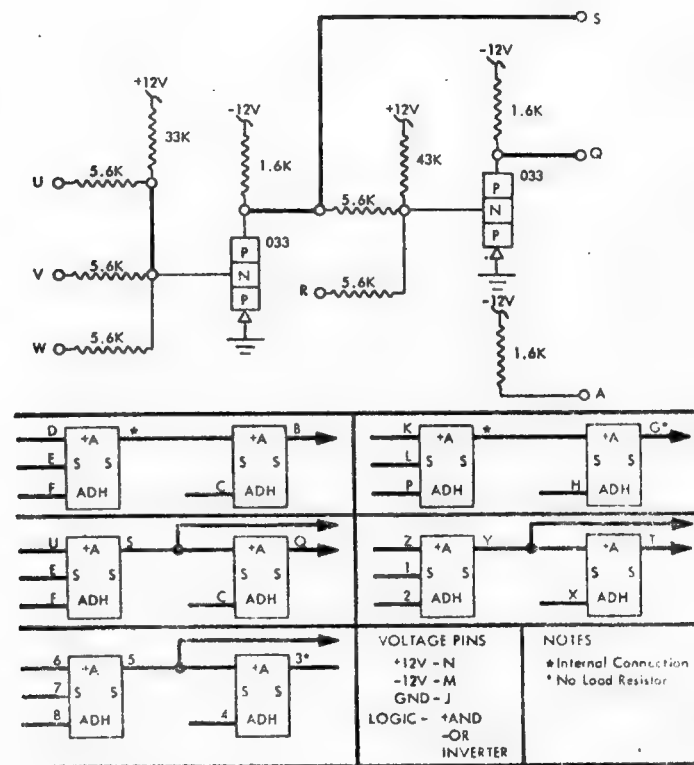 S
-12V
+12V
-12V
+12V
1.6K
33K
1.6K
43K
Q
U
5.6K
5.6K
033
P
N
P
033
P
N
P
V
5.6K
R
5.6K
-12V
W
5.6K
1.6K
A
D
+A
*
+A
B
E
S S
S S
F
ADH
C
ADH
K
+A
*
+A
G*
L
S S
S S
P
ADH
H
ADH
U
+A
S
+A
Q
E
S S
S S
F
ADH
C
ADH
Z
+A
Y
+A
T
1
S S
S S
2
ADH
X
ADH
6
+A
5
+A
3*
7
S S
S S
8
ADH
4
ADH
VOLTAGE PINS
+12V - N
-12V - M
GND - J
LOGIC - +AND
-OR
INVERTER
NOTES
*Internal Connection
* No Load Resistor